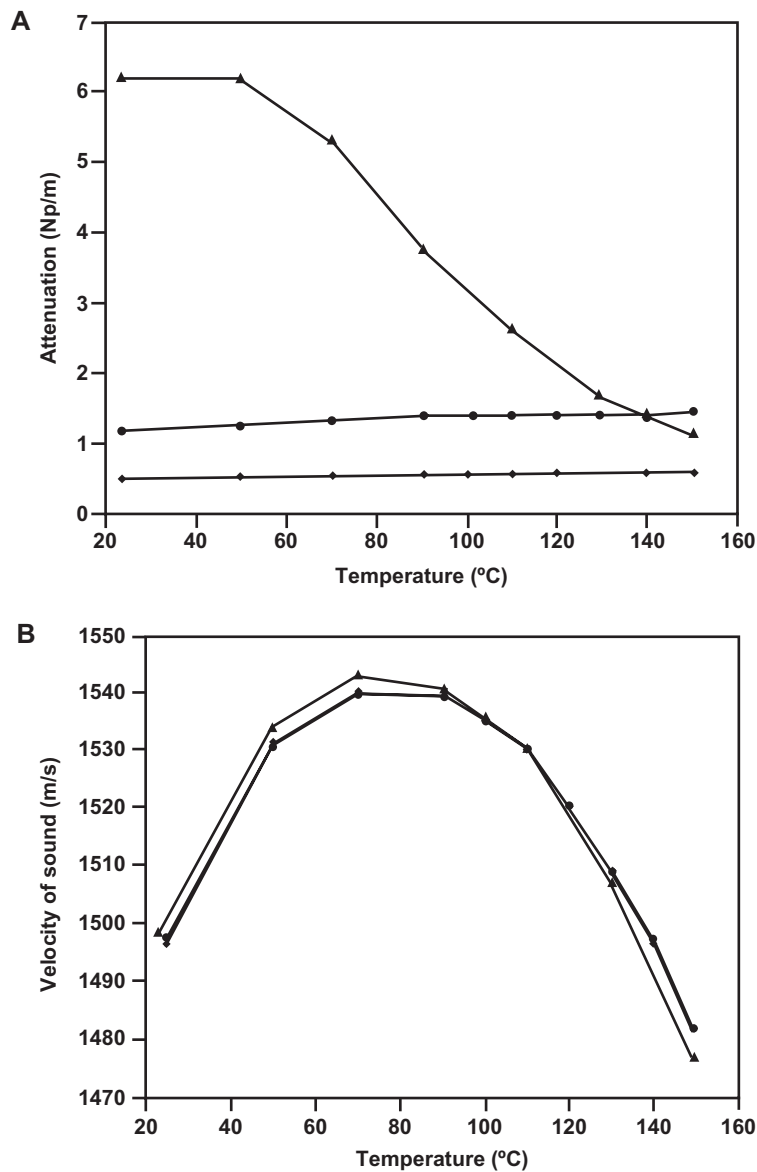 A
Attenuation (Np/m)
7
6
5
4
3
2
1
0
20 40 60 80 100 120 140 160
Temperature (ºC)
B
Velocity of sound (m/s)
1550
1540
1530
1520
1510
1500
1490
1480
1470
20 40 60 80 100 120 140 160
Temperature (ºC)